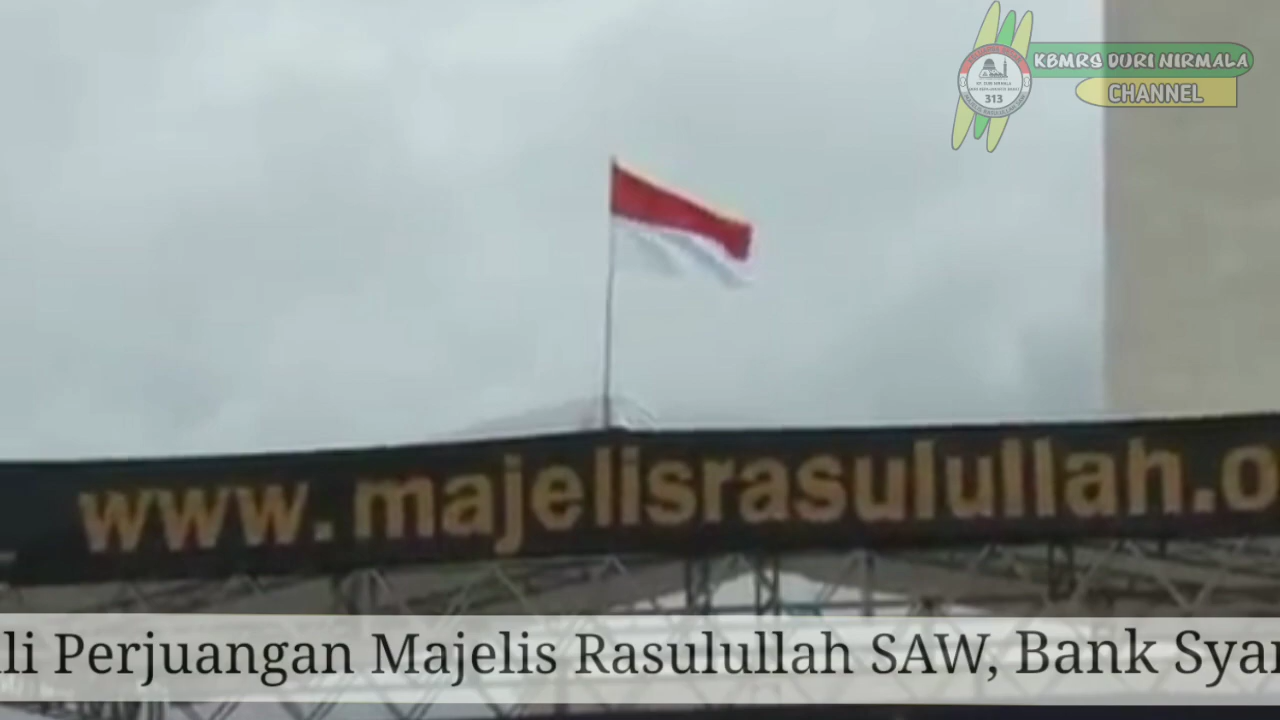 KBMRS DURI NIRMALA
CHANNEL
313
www.majelisrasulullah.o
li Perjuangan Majelis Rasulullah SAW, Bank Syar